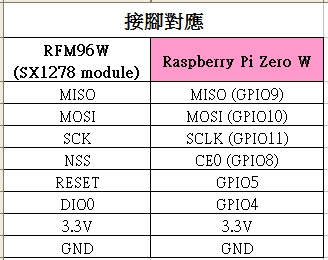 接腳對應
RFM96W Raspberry Pi Zero W
(SX1278 module)
MISO MISO (GPIO9)
MOSI MOSI (GPIO10)
SCK SCLK (GPIO11)
NSS CE0 (GPIO8)
RESET GPIO5
DIO0 GPIO4
3.3V 3.3V
GND GND